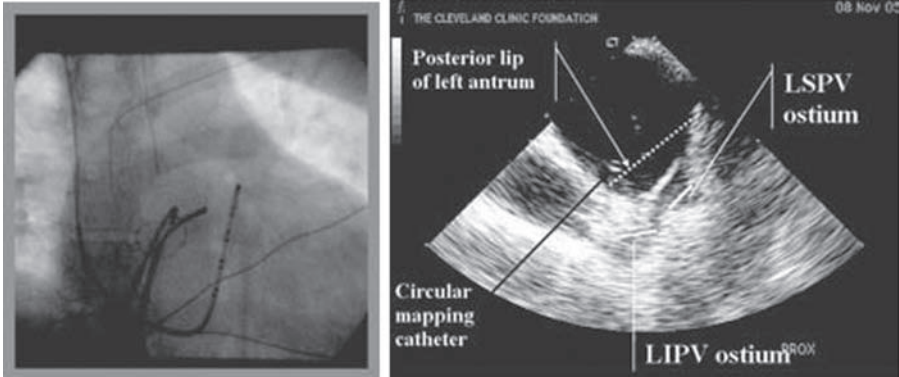 THE CLEVELAND CLINIC FOUNDATION
08 Nov 05
Posterior lip
of left antrum
LSPV
ostium
Circular
mapping
catheter
LIPV ostium
PROX